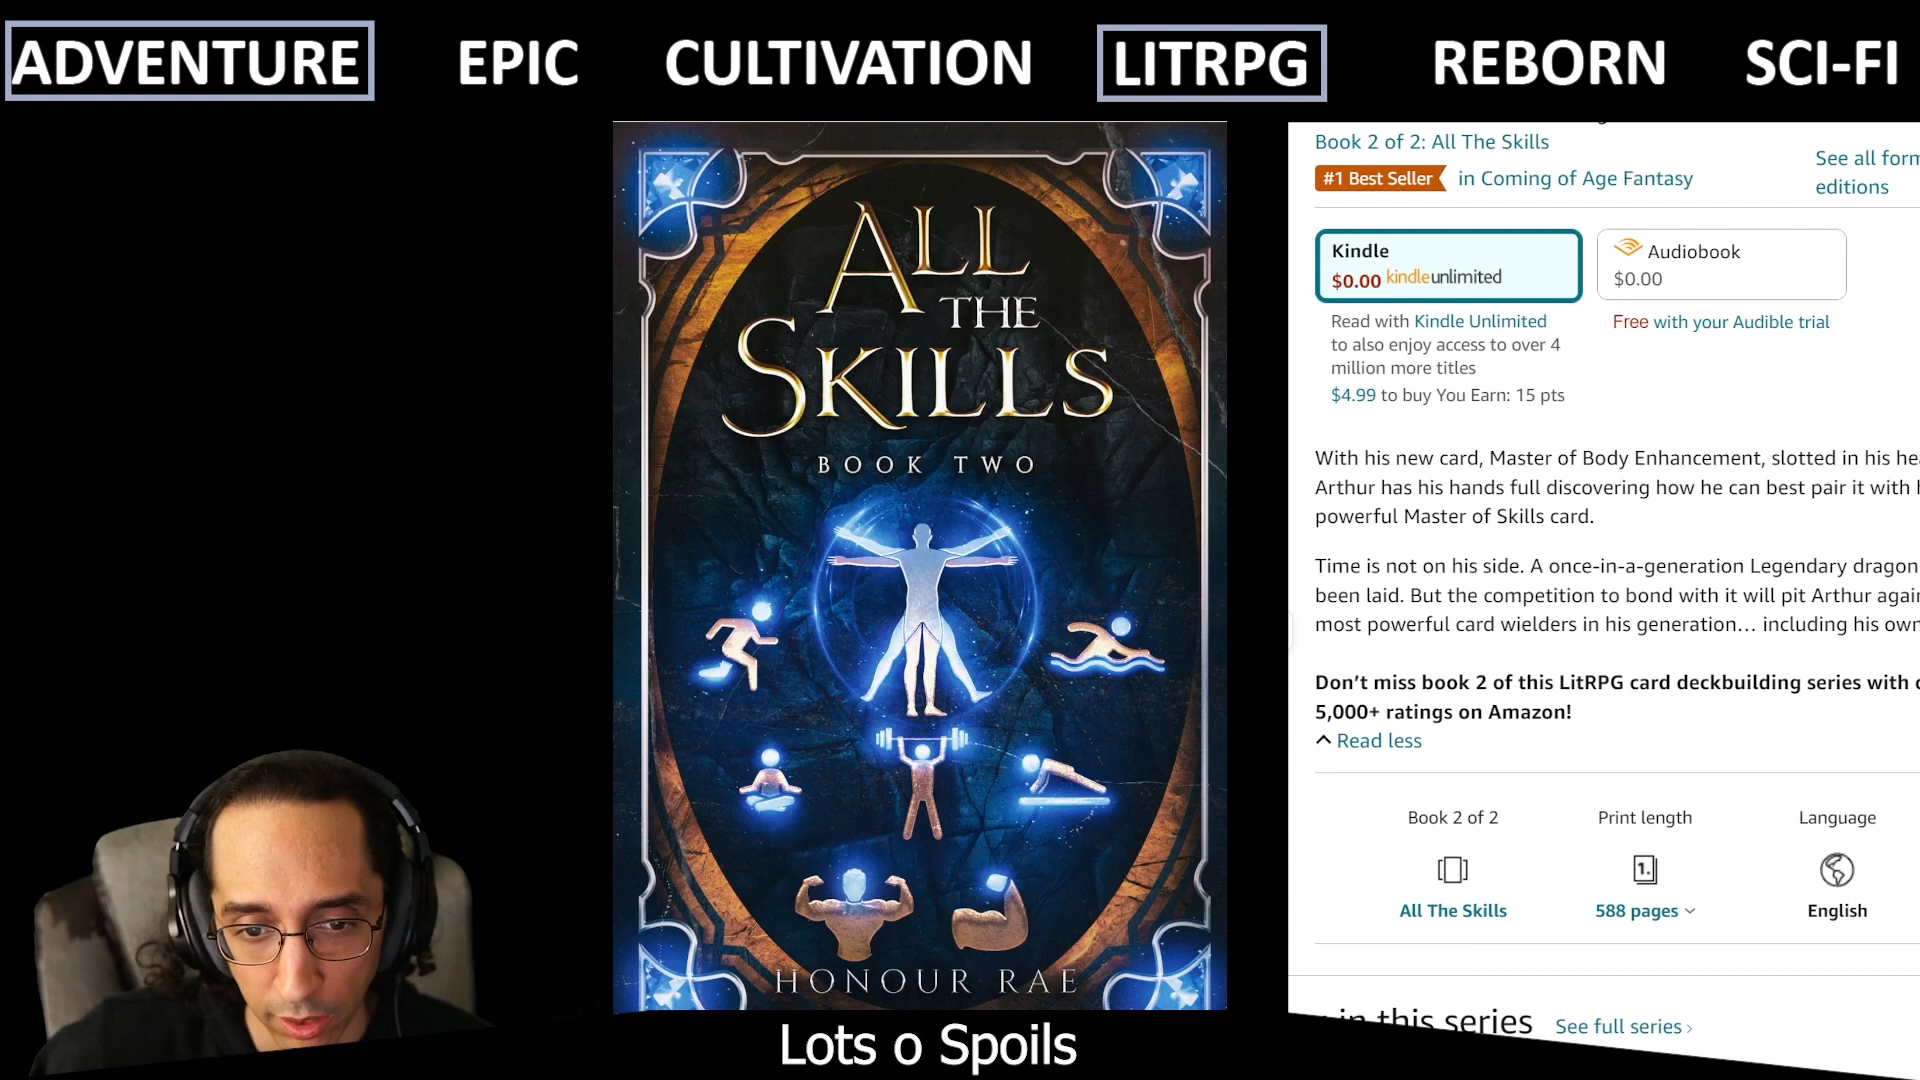 ADVENTURE EPIC CULTIVATION LITRPG REBORN SCI-FI
ALL
THE
SKILLS
BOOK TWO
HONOUR RAE
Lots o Spoils
Book 2 of 2: All The Skills
#1 Best Seller in Coming of Age Fantasy
See all
editions
Kindle
$0.00 kindleunlimited
Audiobook
$0.00
Read with Kindle Unlimited
to also enjoy access to over 4
million more titles
$4.99 to buy You Earn: 15 pts
Free with your Audible trial
With his new card, Master of Body Enhancement, slotted in his
Arthur has his hands full discovering how he can best pair it with
powerful Master of Skills card.
Time is not on his side. A once-in-a-generation Legendary dragon
been laid. But the competition to bond with it will pit Arthur
most powerful card wielders in his generation… including his
Don’t miss book 2 of this LitRPG card deckbuilding series with
5,000+ ratings on Amazon!
Read less
Book 2 of 2
All The Skills
Print length
1.
588 pages
Language
English
in this series See full series